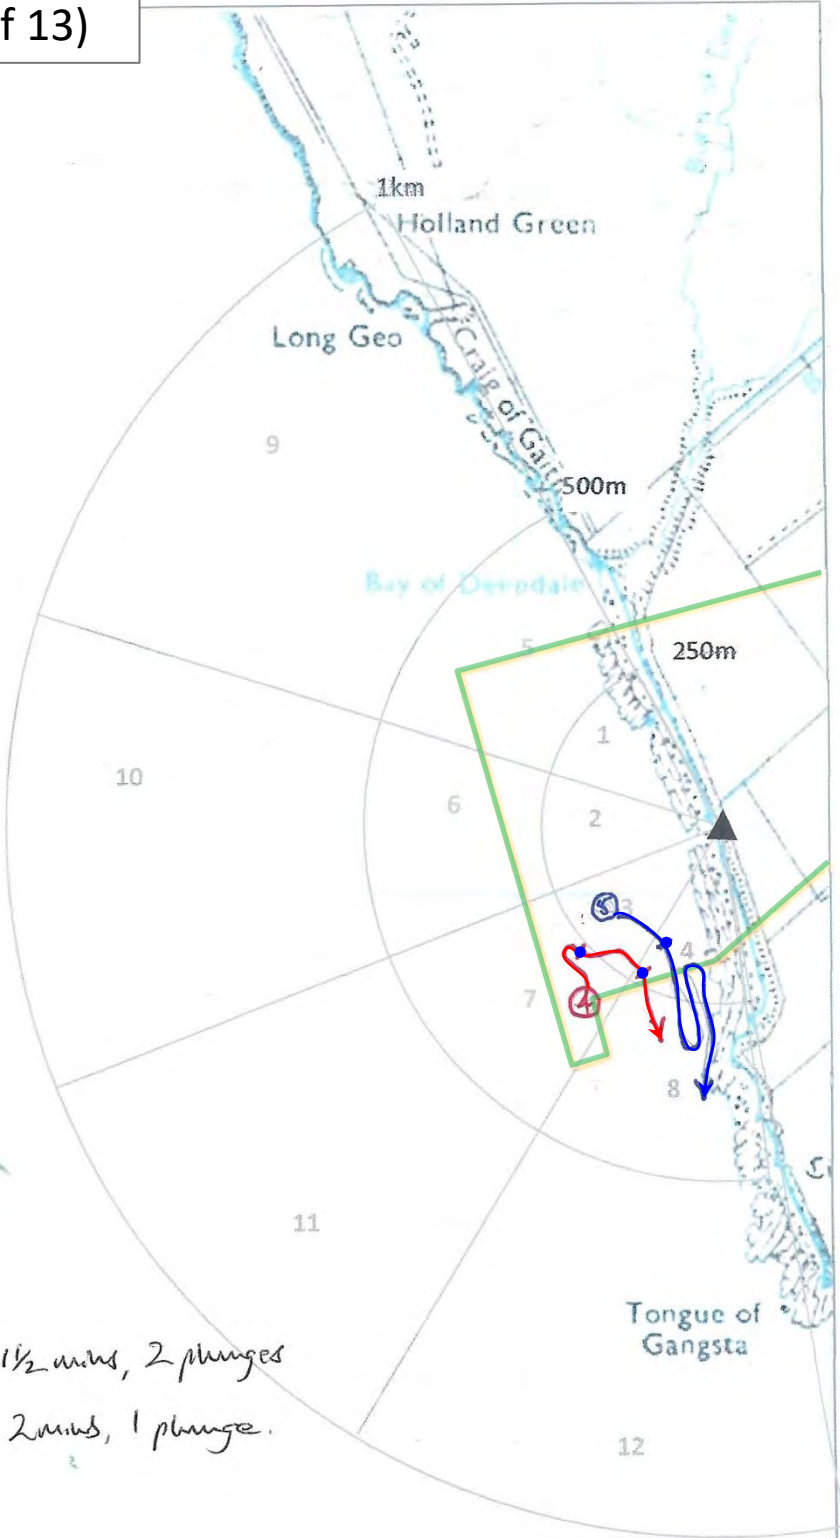 f 13)
1km
Holland Green
Long Geo
Craig of Gait
9
500m
Bay of Deepdale
5
250m
1
10
6
2
5
3
4
7
4
8
11
Tongue of
Gangsta
1½ mins, 2 plunges
2 mins, 1 plunge.
12